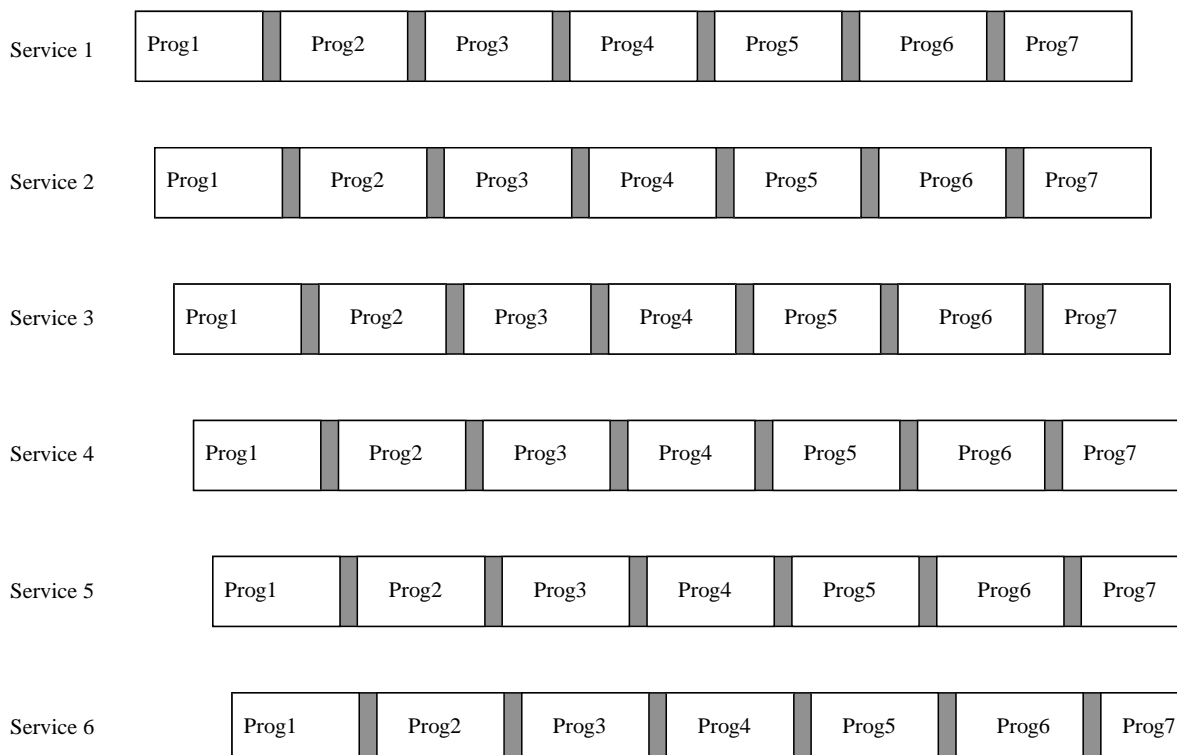 Service 1 Prog1 Prog2 Prog3 Prog4 Prog5 Prog6 Prog7
Service 2 Prog1 Prog2 Prog3 Prog4 Prog5 Prog6 Prog7
Service 3 Prog1 Prog2 Prog3 Prog4 Prog5 Prog6 Prog7
Service 4 Prog1 Prog2 Prog3 Prog4 Prog5 Prog6 Prog7
Service 5 Prog1 Prog2 Prog3 Prog4 Prog5 Prog6 Prog7
Service 6 Prog1 Prog2 Prog3 Prog4 Prog5 Prog6 Prog7